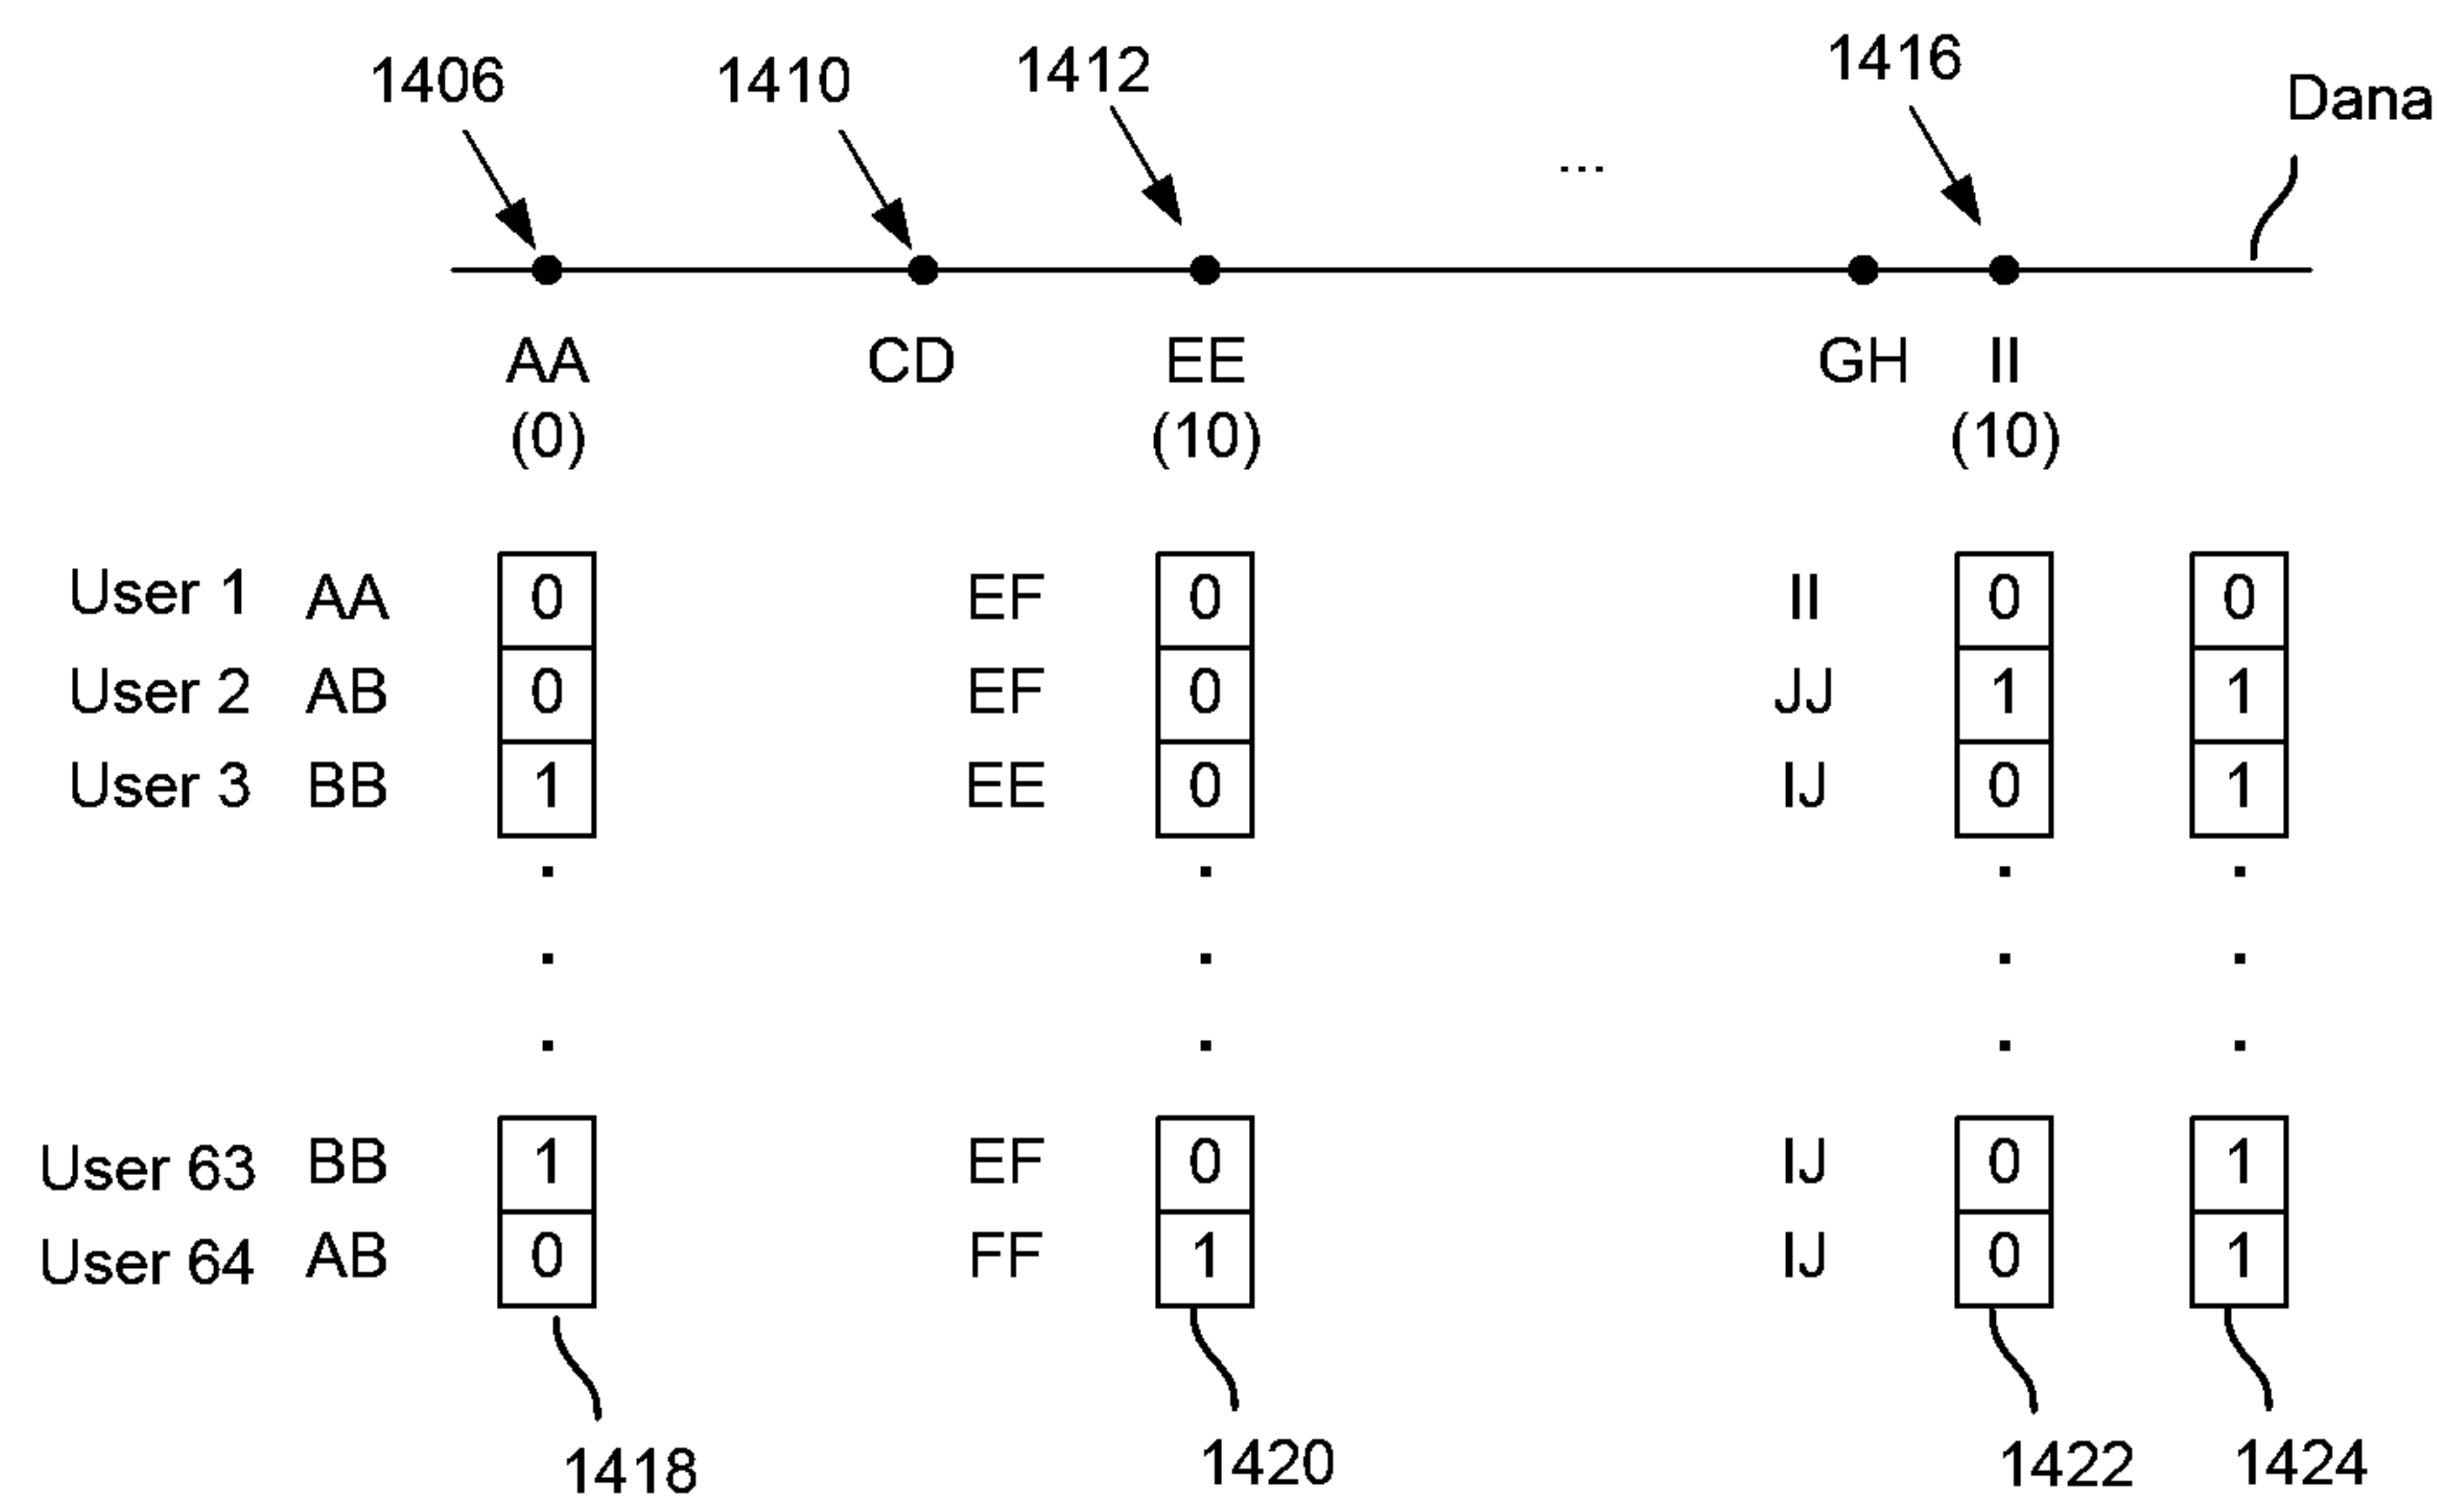 1406 1410 1412 1416 Dana
...
AA CD EE GH II
(0) (10) (10)
User 1 AA 0 EF 0 II 0 0
User 2 AB 0 EF 0 JJ 1 1
User 3 BB 1 EE 0 IJ 0 1
User 63 BB 1 EF 0 IJ 0 1
User 64 AB 0 FF 1 IJ 0 1
1418 1420 1422 1424